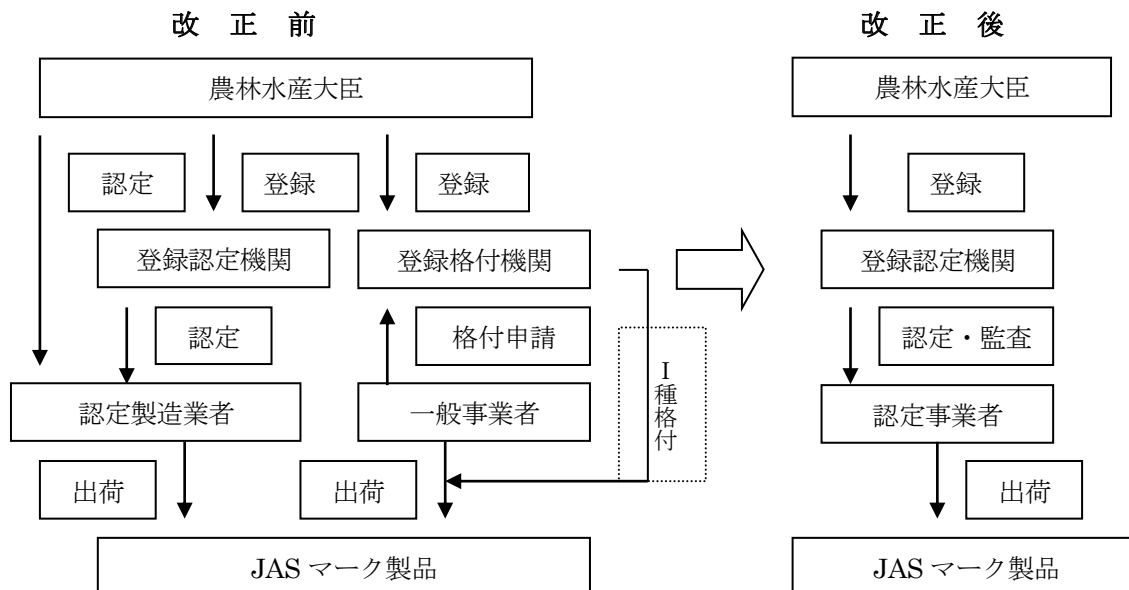 改 正 前
農林水産大臣
認定
登録
登録
登録認定機関
登録格付機関
認定
格付申請
Ⅰ種格付
認定製造業者
一般事業者
出荷
出荷
JAS マーク製品
改 正 後
農林水産大臣
登録
登録認定機関
認定・監査
認定事業者
出荷
JAS マーク製品